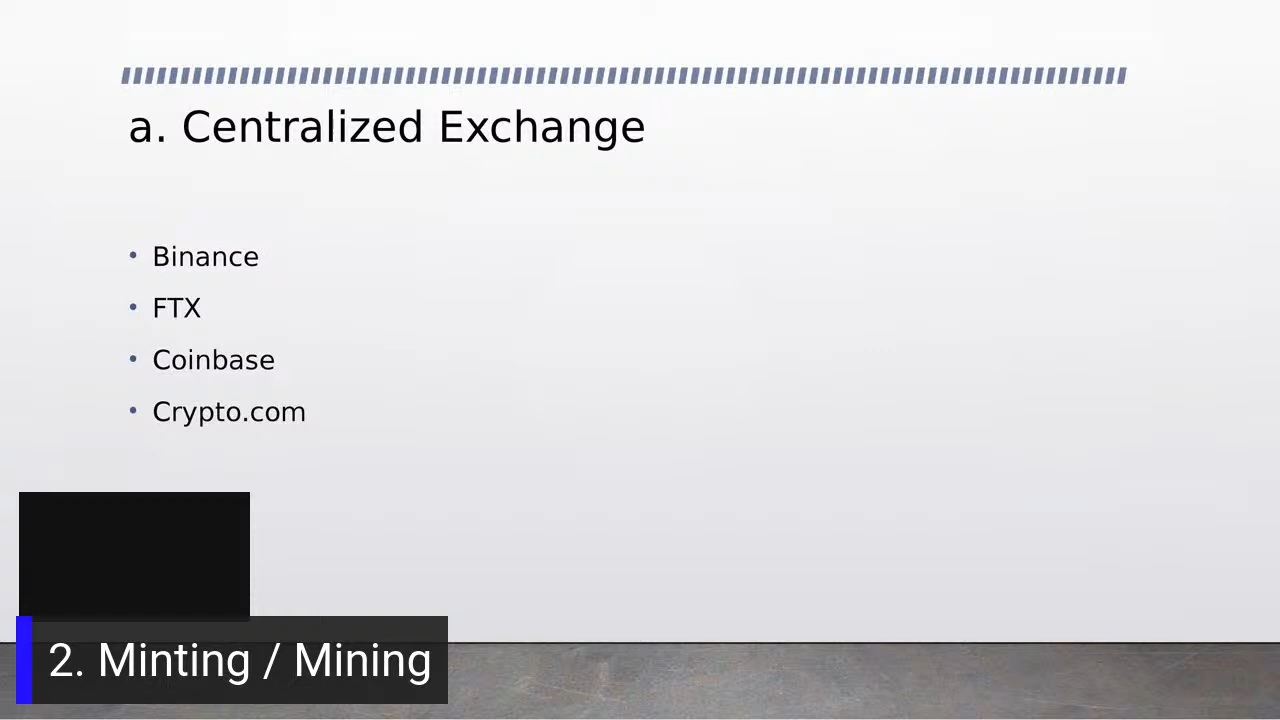 a. Centralized Exchange
• Binance
• FTX
• Coinbase
• Crypto.com
2. Minting / Mining